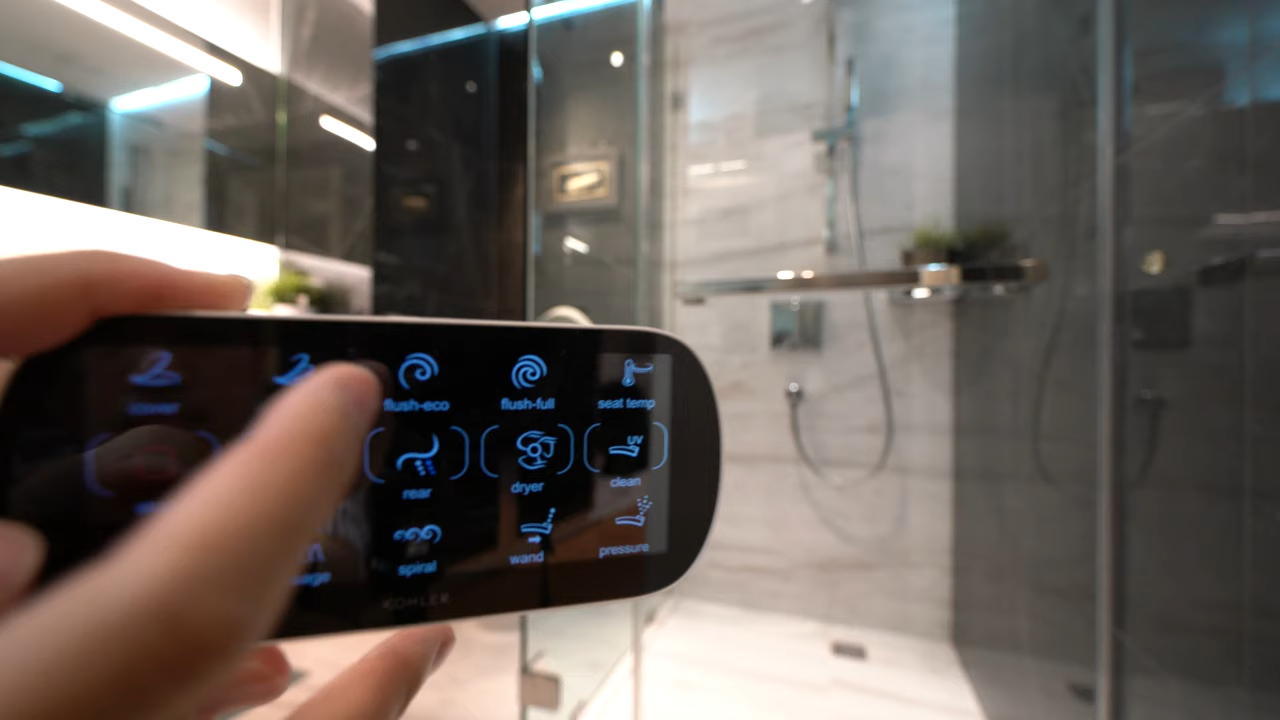 flush-eco flush-full seat temp
rear dryer UV clean
spiral wand pressure
KOHLER